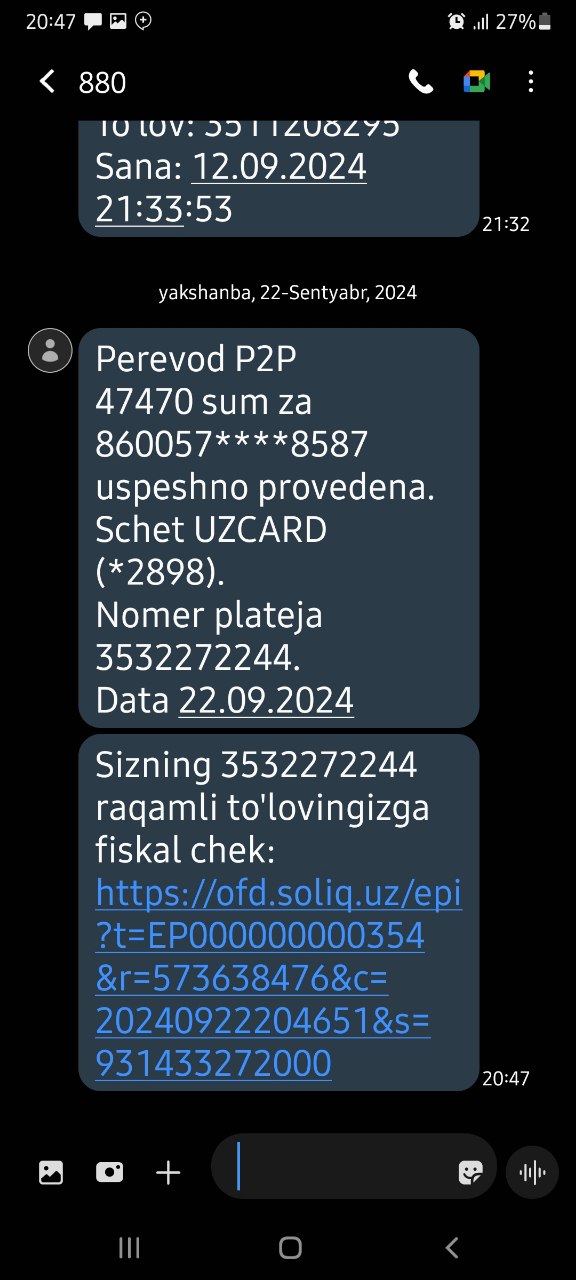 20:47
27%
880
To'lov: 3511208295
Sana: 12.09.2024
21:33:53
21:32
yakshanba, 22-Sentyabr, 2024
Perevod P2P
47470 sum za
860057****8587
uspeshno provedena.
Schet UZCARD
(*2898).
Nomer plateja
3532272244.
Data 22.09.2024
Sizning 3532272244
raqamli to'lovingizga
fiskal chek:
https://ofd.soliq.uz/epi
?t=EP000000000354
&r=573638476&c=
20240922204651&s=
931433272000
20:47